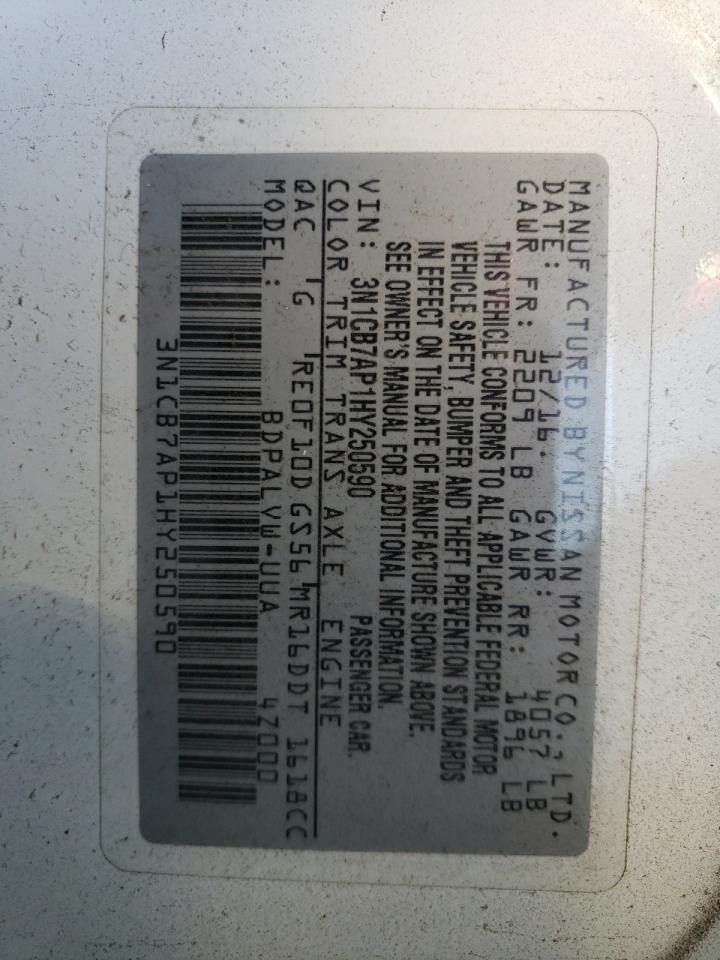 MANUFACTURED BY NISSAN MOTOR CO., LTD.
DATE: 12/16. GVWR: 4057 LB
GAWR FR: 2209 LB GAWR RR: 1896 LB
THIS VEHICLE CONFORMS TO ALL APPLICABLE FEDERAL MOTOR
VEHICLE SAFETY, BUMPER AND THEFT PREVENTION STANDARDS
IN EFFECT ON THE DATE OF MANUFACTURE SHOWN ABOVE.
SEE OWNER'S MANUAL FOR ADDITIONAL INFORMATION.
VIN: 3N1CB7AP1HY250590 PASSENGER CAR.
COLOR TRIM TRANS AXLE ENGINE
QAC G RE0F10D GS56 MR16DDT 1618CC
MODEL: BDPALVW-UUA 4Z000
3N1CB7AP1HY250590